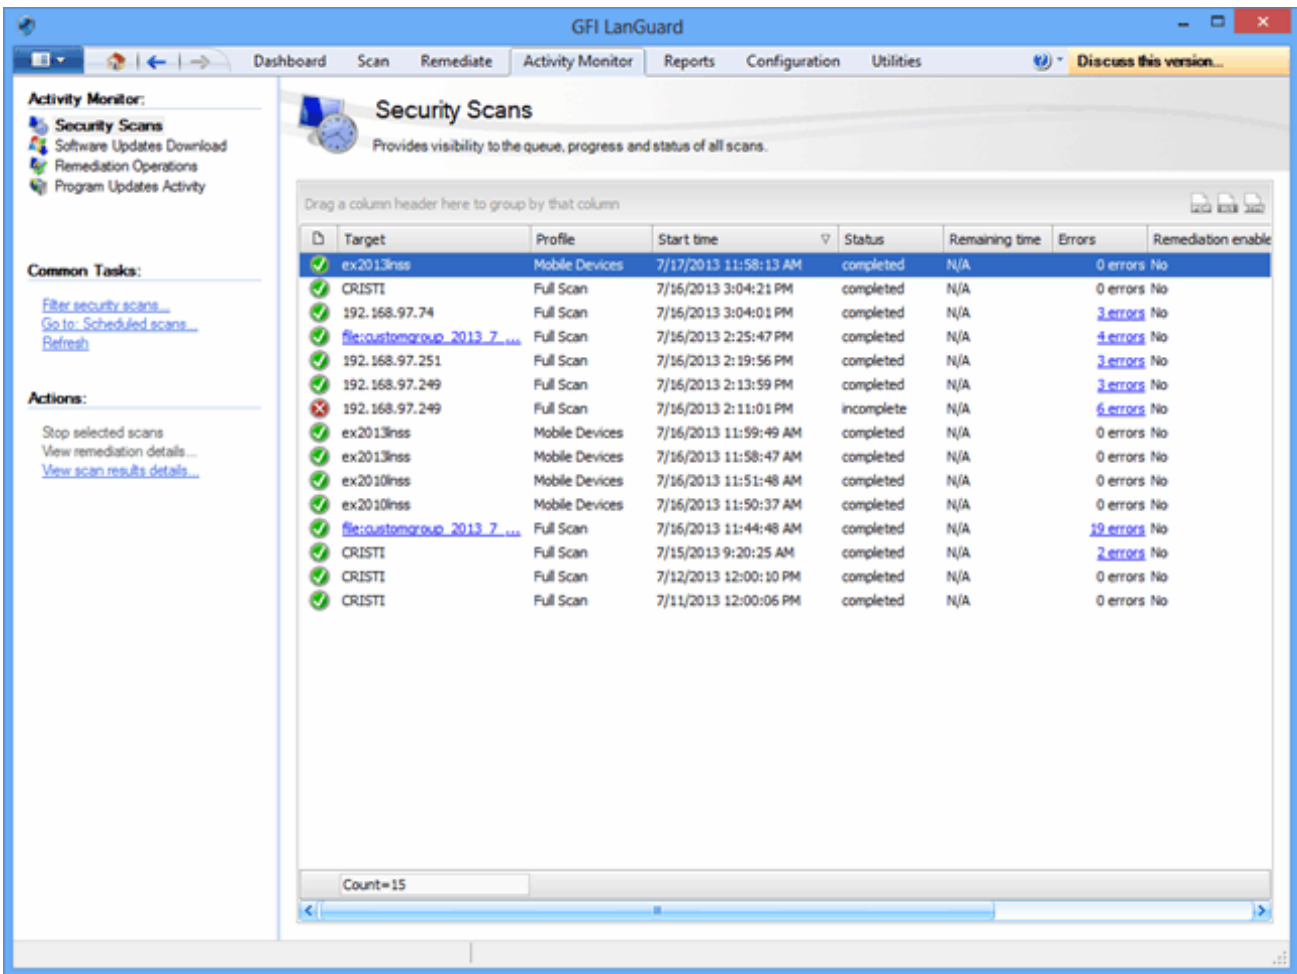 GFI LanGuard
Dashboard Scan Remediate Activity Monitor Reports Configuration Utilities Discuss this version...
Activity Monitor:
Security Scans
Software Updates Download
Remediation Operations
Program Updates Activity
Common Tasks:
Filter security scans...
Go to: Scheduled scans...
Refresh
Actions:
Stop selected scans
View remediation details...
View scan results details...
Security Scans
Provides visibility to the queue, progress and status of all scans.
Drag a column header here to group by that column
Target Profile Start time Status Remaining time Errors Remediation enable
ex2013lnss Mobile Devices 7/17/2013 11:58:13 AM completed N/A 0 errors No
CRISTI Full Scan 7/16/2013 3:04:21 PM completed N/A 0 errors No
192.168.97.74 Full Scan 7/16/2013 3:04:01 PM completed N/A 3 errors No
file:customgroup_2013_7_... Full Scan 7/16/2013 2:25:47 PM completed N/A 4 errors No
192.168.97.251 Full Scan 7/16/2013 2:19:56 PM completed N/A 3 errors No
192.168.97.249 Full Scan 7/16/2013 2:13:59 PM completed N/A 3 errors No
192.168.97.249 Full Scan 7/16/2013 2:11:01 PM incomplete N/A 6 errors No
ex2013lnss Mobile Devices 7/16/2013 11:59:49 AM completed N/A 0 errors No
ex2013lnss Mobile Devices 7/16/2013 11:58:47 AM completed N/A 0 errors No
ex2010lnss Mobile Devices 7/16/2013 11:51:48 AM completed N/A 0 errors No
ex2010lnss Mobile Devices 7/16/2013 11:50:37 AM completed N/A 0 errors No
file:customgroup_2013_7_... Full Scan 7/16/2013 11:44:48 AM completed N/A 19 errors No
CRISTI Full Scan 7/15/2013 9:20:25 AM completed N/A 2 errors No
CRISTI Full Scan 7/12/2013 12:00:10 PM completed N/A 0 errors No
CRISTI Full Scan 7/11/2013 12:00:06 PM completed N/A 0 errors No
Count=15